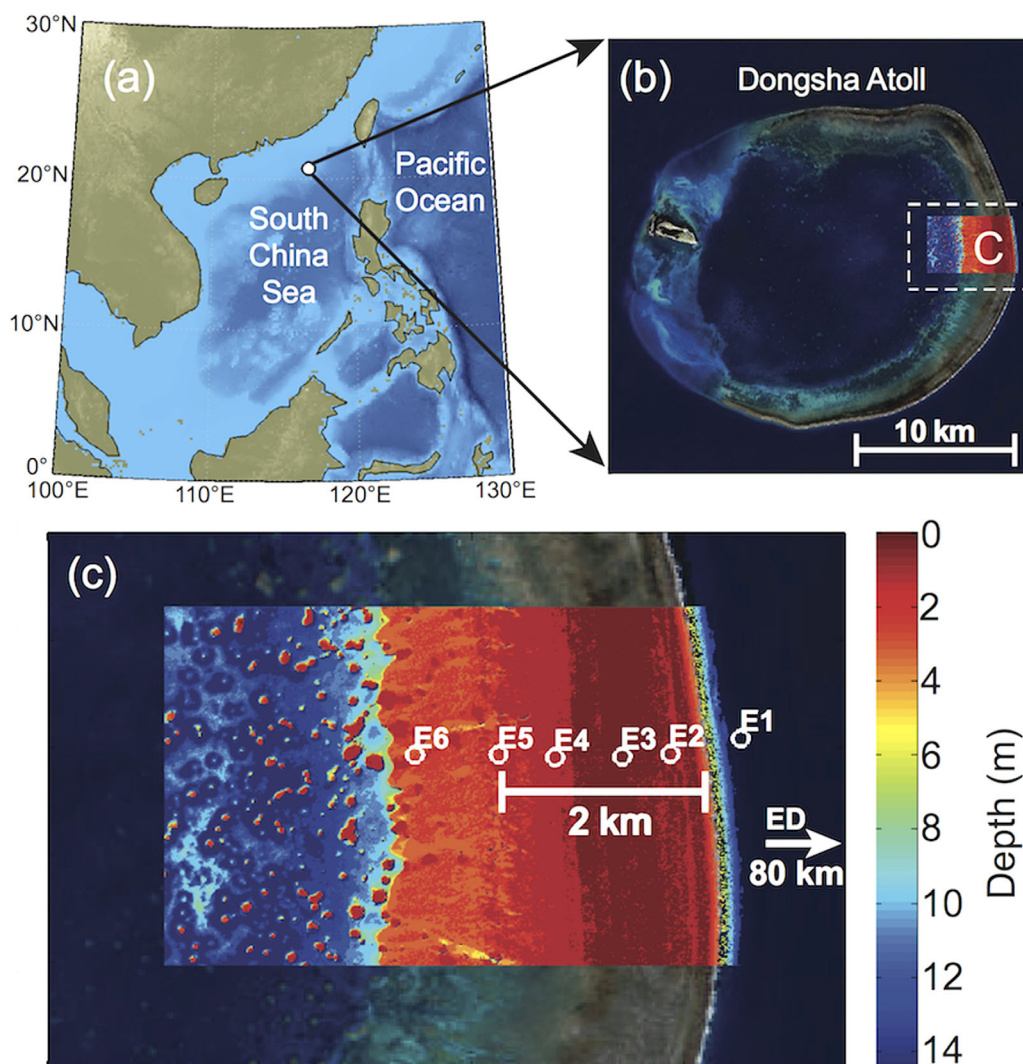 30°N
20°N
10°N
0°
100°E
110°E
120°E
130°E
(a)
Pacific
Ocean
South
China
Sea
(b)
Dongsha Atoll
C
10 km
(c)
E6
E5
E4
E3
E2
E1
2 km
ED
80 km
0
2
4
6
8
10
12
14
Depth (m)